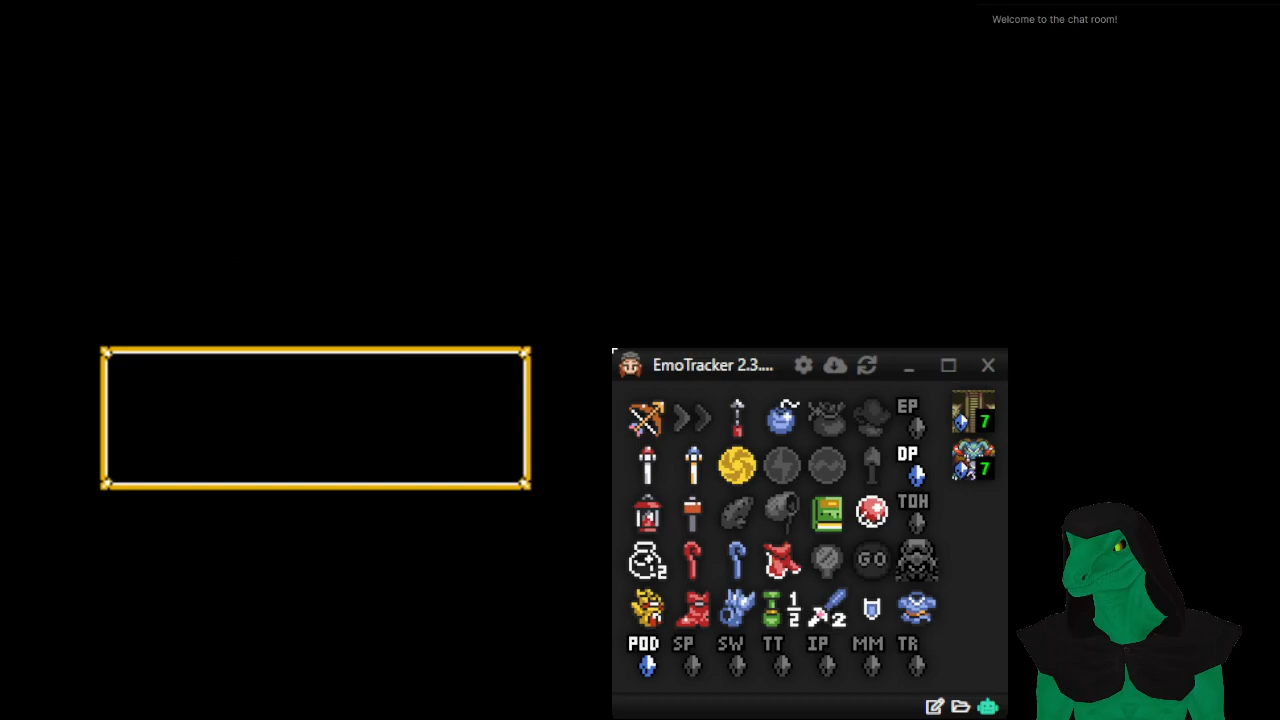 Welcome to the chat room!
EmoTracker 2.3....
EP
7
DP
7
TOH
2
GO
1/2
2
POD SP SW TT IP MM TR